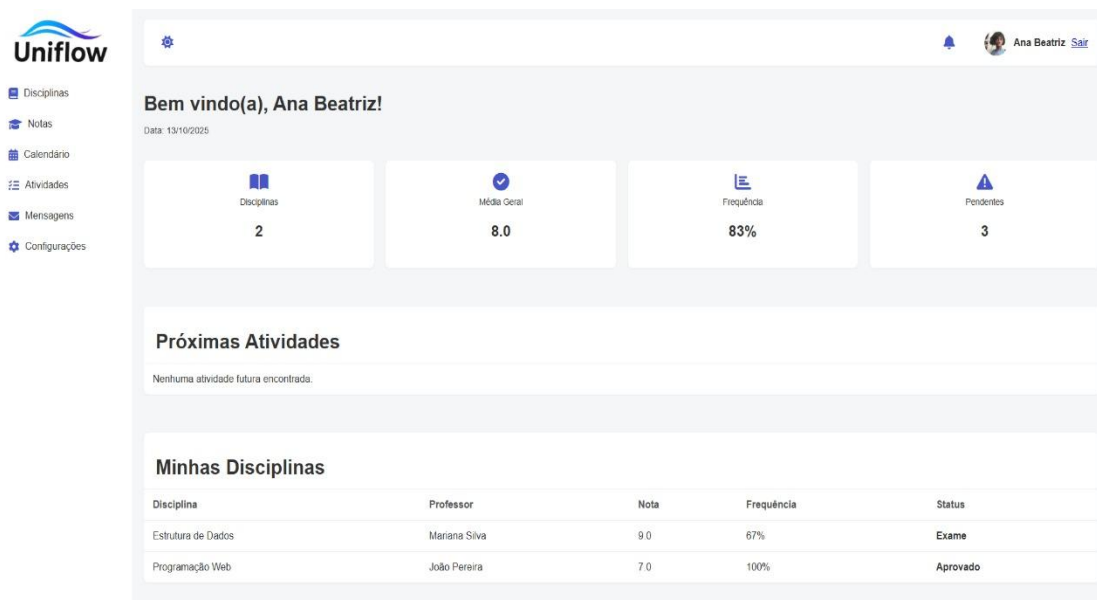 Uniflow
Disciplinas
Notas
Calendário
Atividades
Mensagens
Configurações
Ana Beatriz Sair
Bem vindo(a), Ana Beatriz!
Data: 13/10/2025
Disciplinas
2
Média Geral
8.0
Frequência
83%
Pendentes
3
Próximas Atividades
Nenhuma atividade futura encontrada.
Minhas Disciplinas
Disciplina Professor Nota Frequência Status
Estrutura de Dados Mariana Silva 9.0 67% Exame
Programação Web João Pereira 7.0 100% Aprovado